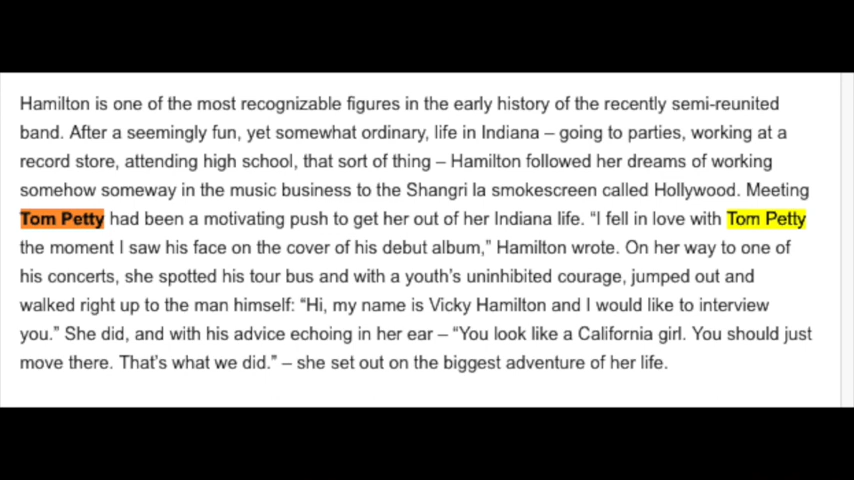 Hamilton is one of the most recognizable figures in the early history of the recently semi-reunited
band. After a seemingly fun, yet somewhat ordinary, life in Indiana – going to parties, working at a
record store, attending high school, that sort of thing – Hamilton followed her dreams of working
somehow someway in the music business to the Shangri la smokescreen called Hollywood. Meeting
Tom Petty had been a motivating push to get her out of her Indiana life. “I fell in love with Tom Petty
the moment I saw his face on the cover of his debut album,” Hamilton wrote. On her way to one of
his concerts, she spotted his tour bus and with a youth’s uninhibited courage, jumped out and
walked right up to the man himself: “Hi, my name is Vicky Hamilton and I would like to interview
you.” She did, and with his advice echoing in her ear – “You look like a California girl. You should just
move there. That’s what we did.” – she set out on the biggest adventure of her life.